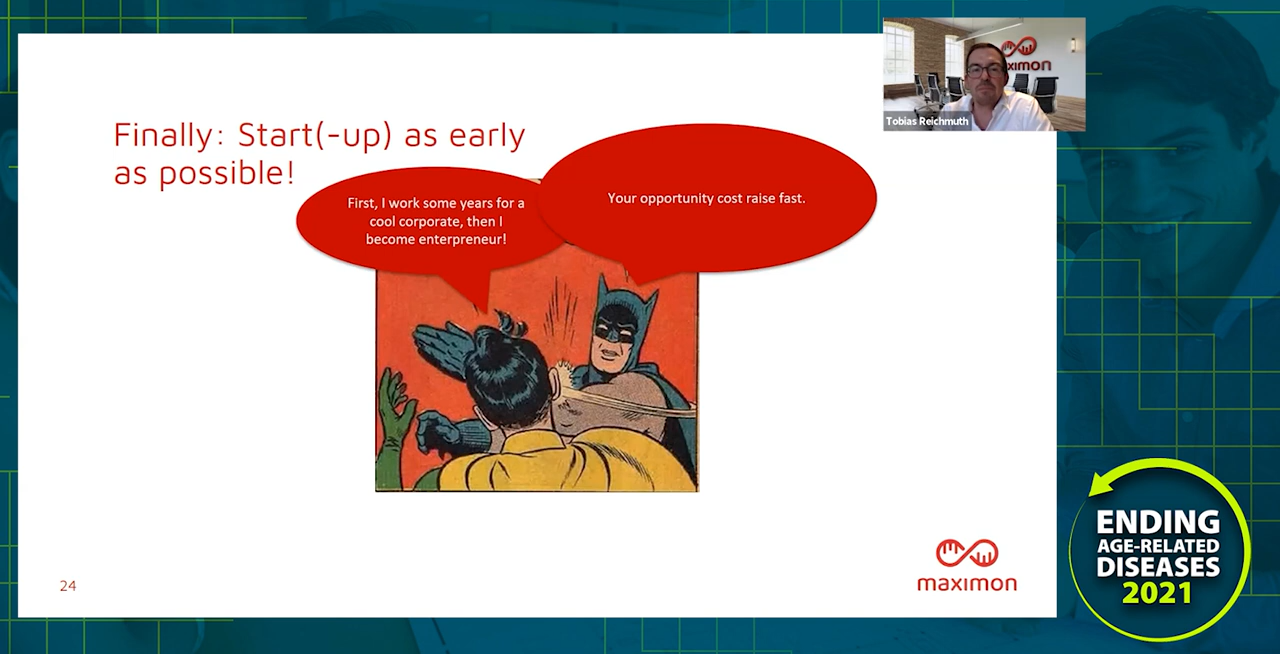 Finally: Start(-up) as early
as possible!
First, I work some years for a
cool corporate, then I
become enterpreneur!
Your opportunity cost raise fast.
24
maximon
ximon
Tobias Reichmuth
ENDING
AGE-RELATED
DISEASES
2021